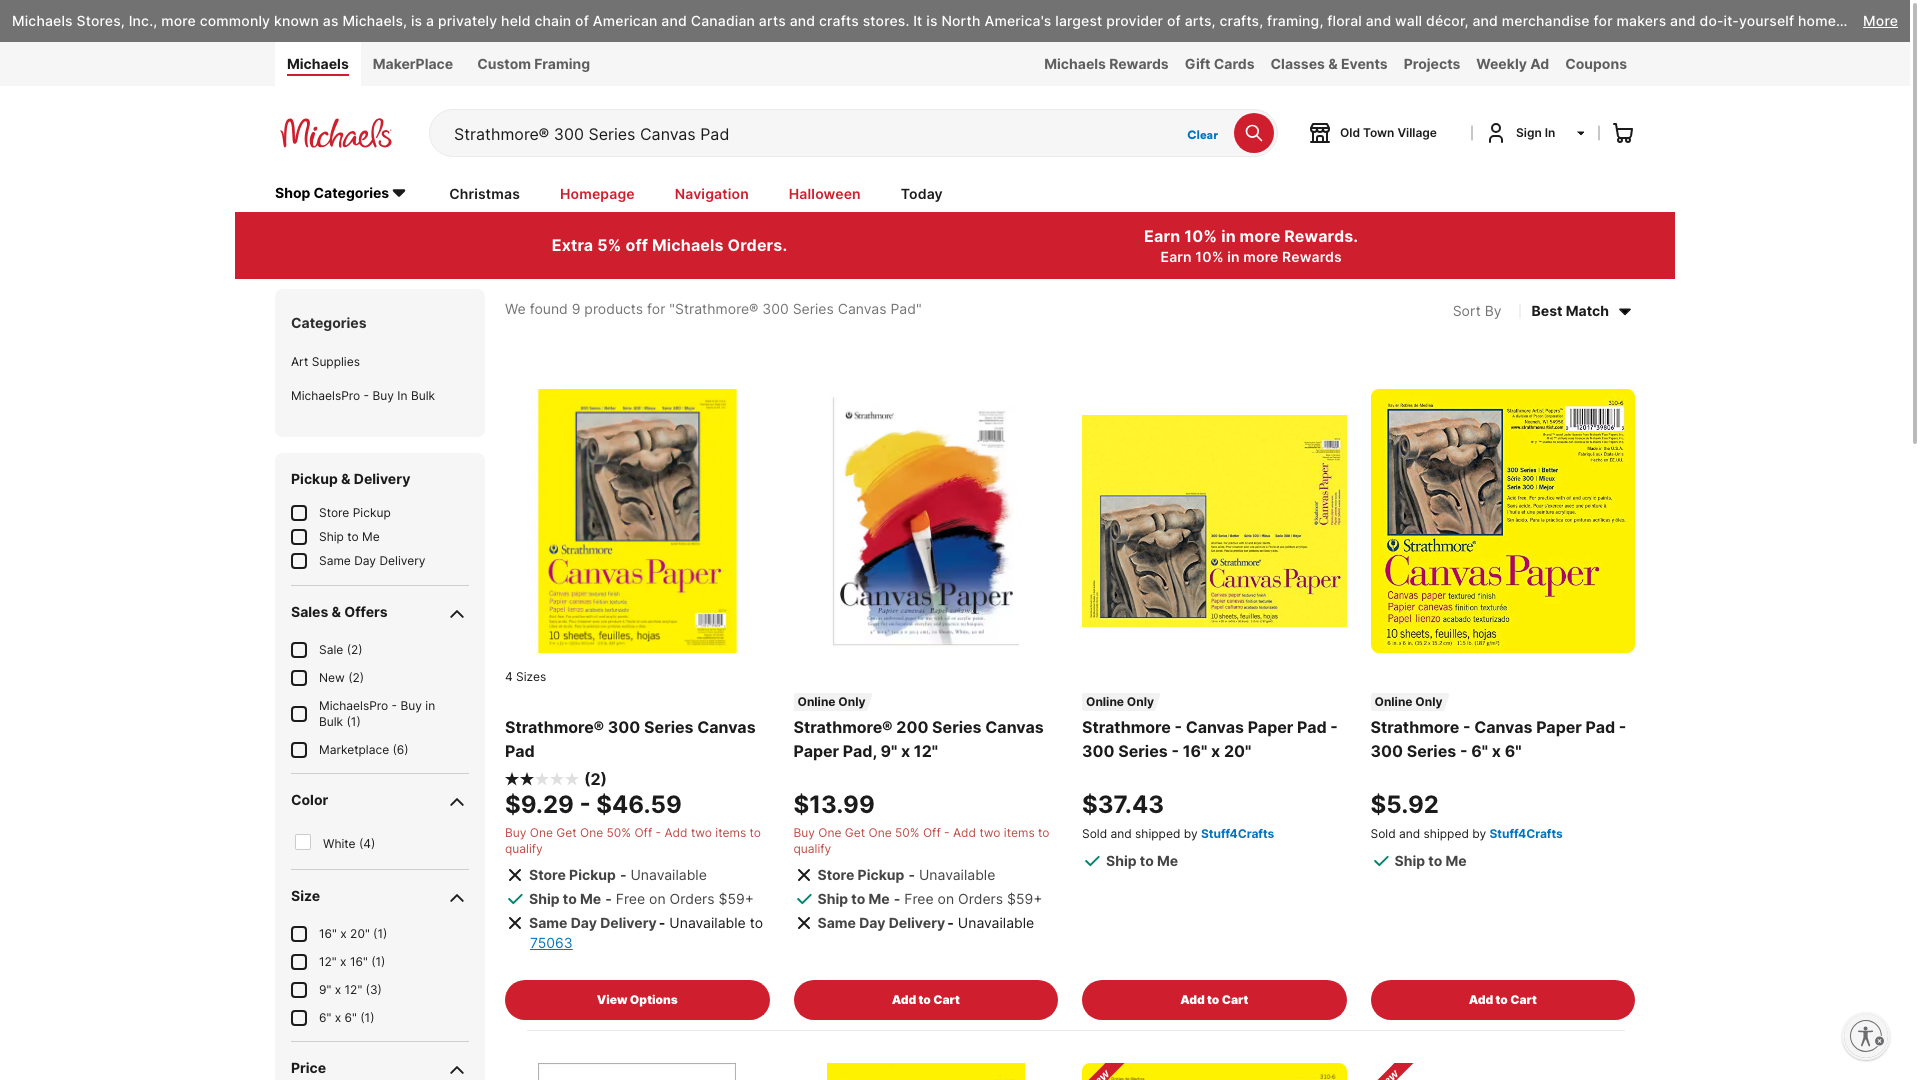 Michaels Stores, Inc., more commonly known as Michaels, is a privately held chain of American and Canadian arts and crafts stores. It is North America's largest provider of arts, crafts, framing, floral and wall décor, and merchandise for makers and do-it-yourself home... More
Michaels MakerPlace Custom Framing Michaels Rewards Gift Cards Classes & Events Projects Weekly Ad Coupons
Michaels Strathmore® 300 Series Canvas Pad Clear Old Town Village Sign In
Shop Categories Christmas Homepage Navigation Halloween Today
Extra 5% off Michaels Orders.
Earn 10% in more Rewards.
Earn 10% in more Rewards
Categories
Art Supplies
MichaelsPro - Buy In Bulk
Pickup & Delivery
Store Pickup
Ship to Me
Same Day Delivery
Sales & Offers
Sale (2)
New (2)
MichaelsPro - Buy in
Bulk (1)
Marketplace (6)
Color
White (4)
Size
16" x 20" (1)
12" x 16" (1)
9" x 12" (3)
6" x 6" (1)
Price
We found 9 products for "Strathmore® 300 Series Canvas Pad"
Sort By Best Match
Strathmore
Canvas Paper
10 sheets, feuilles, hojas
4 Sizes
Strathmore® 300 Series Canvas
Pad
(2)
$9.29 - $46.59
Buy One Get One 50% Off - Add two items to
qualify
Store Pickup - Unavailable
Ship to Me - Free on Orders $59+
Same Day Delivery - Unavailable to
75063
View Options
Strathmore
Canvas Paper
Online Only
Strathmore® 200 Series Canvas
Paper Pad, 9" x 12"
$13.99
Buy One Get One 50% Off - Add two items to
qualify
Store Pickup - Unavailable
Ship to Me - Free on Orders $59+
Same Day Delivery - Unavailable
Add to Cart
Canvas Paper
Strathmore
Canvas Paper
10 sheets, feuilles, hojas
Online Only
Strathmore - Canvas Paper Pad -
300 Series - 16" x 20"
$37.43
Sold and shipped by Stuff4Crafts
Ship to Me
Add to Cart
310-6
300 Series | Better
Série 300 | Mieux
Serie 300 | Mejor
Strathmore®
Canvas Paper
Canvas paper textured finish
Papier canevas finition texturée
Papel lienzo acabado texturizado
10 sheets, feuilles, hojas
Online Only
Strathmore - Canvas Paper Pad -
300 Series - 6" x 6"
$5.92
Sold and shipped by Stuff4Crafts
Ship to Me
Add to Cart